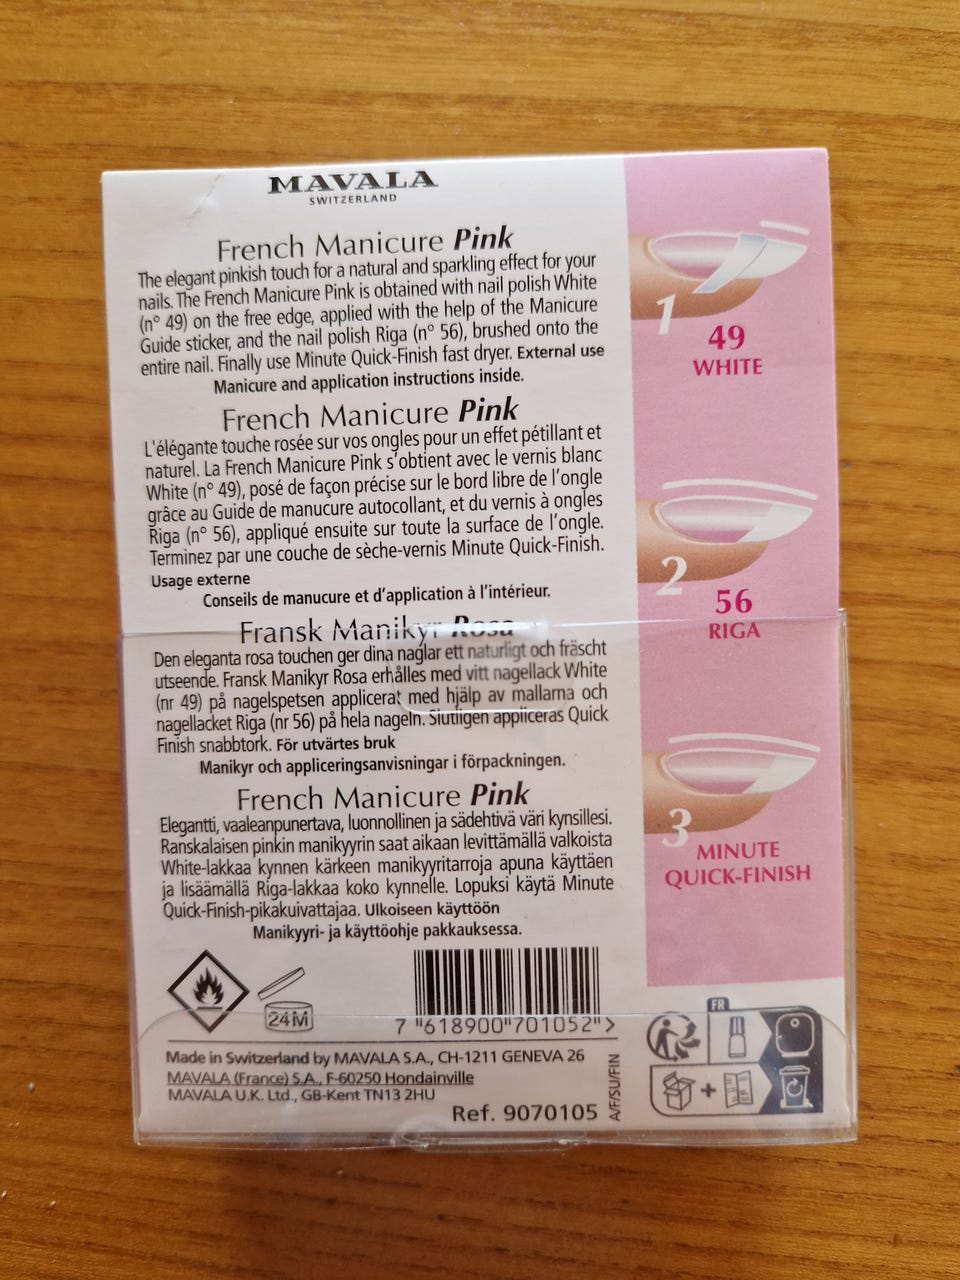 MAVALA
SWITZERLAND
French Manicure Pink
The elegant pinkish touch for a natural and sparkling effect for your
nails. The French Manicure Pink is obtained with nail polish White
(n° 49) on the free edge, applied with the help of the Manicure
Guide sticker, and the nail polish Riga (n° 56), brushed onto the
entire nail. Finally use Minute Quick-Finish fast dryer. External use
Manicure and application instructions inside.
French Manicure Pink
L'élégante touche rosée sur vos ongles pour un effet pétillant et
naturel. La French Manicure Pink s'obtient avec le vernis blanc
White (n° 49), posé de façon précise sur le bord libre de l'ongle
grâce au Guide de manucure autocollant, et du vernis à ongles
Riga (n° 56), appliqué ensuite sur toute la surface de l'ongle.
Terminez par une couche de sèche-vernis Minute Quick-Finish.
Usage externe
Conseils de manucure et d'application à l'intérieur.
Fransk Manikyr Rosa
Den eleganta rosa touchen ger dina naglar ett naturligt och fräscht
utseende. Fransk Manikyr Rosa erhålles med vitt nagellack White
(nr 49) på nagelspetsen applicerat med hjälp av mallarna och
nagellacket Riga (nr 56) på hela nageln. Slutligen appliceras Quick
Finish snabbtork. För utvärtes bruk
Manikyr och appliceringsanvisningar i förpackningen.
French Manicure Pink
Elegantti, vaaleanpunertava, luonnollinen ja sädehtivä väri kynsillesi.
Ranskalaisen pinkin manikyyrin saat aikaan levittämällä valkoista
White-lakkaa kynnen kärkeen manikyyritarroja apuna käyttäen
ja lisäämällä Riga-lakkaa koko kynnelle. Lopuksi käytä Minute
Quick-Finish-pikakuivattajaa. Ulkoiseen käyttöön
Manikyyri- ja käyttöohje pakkauksessa.
24M
7 "618900"701052">
Made in Switzerland by MAVALA S.A., CH-1211 GENEVA 26
MAVALA (France) S.A., F-60250 Hondainville
MAVALA U.K. Ltd., GB-Kent TN13 2HU
Ref. 9070105
A/F/SU/FIN
1
49
WHITE
2
56
RIGA
3
MINUTE
QUICK-FINISH
FR
+